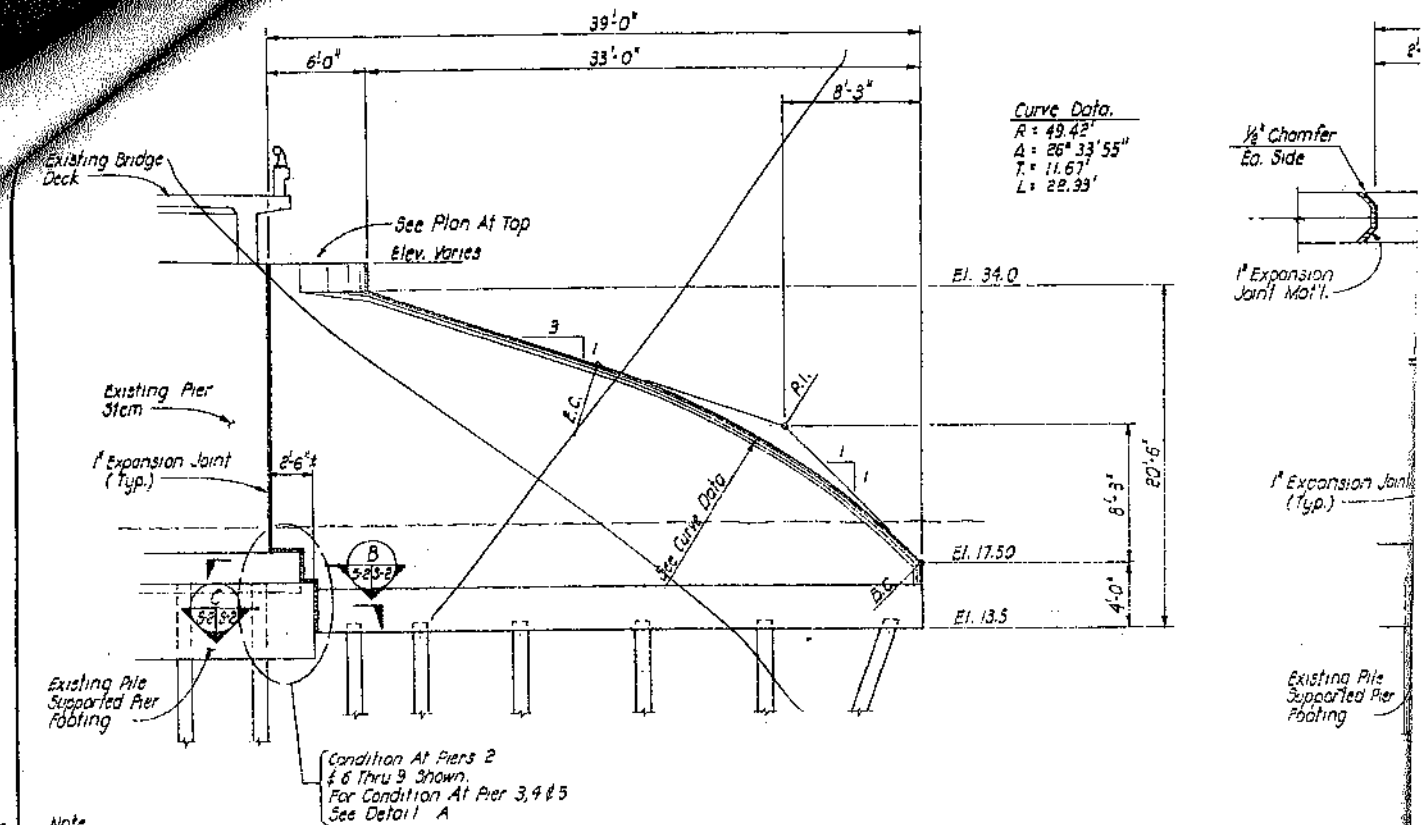 39'-0"
6'-0"
33'-0"
8'-3"
Curve Data.
R = 49.42'
Δ = 26° 33' 55"
T. = 11.67'
L = 22.93'
½" Chamfer
Ea. Side
1" Expansion
Joint Mat'l.
Existing Bridge
Deck
See Plan At Top
Elev. Varies
El. 34.0
3
1
E.C.
P.I.
1
1
Existing Pier
Stem
1" Expansion Joint
(Typ.)
2'-6"±
See Curve Data
8'-3"
20'-6"
1" Expansion Joint
(Typ.)
B
S-2 S-2
El. 17.50
B.C.
4'-0"
C
S-2 S-2
El. 13.5
Existing Pile
Supported Pier
Footing
Existing Pile
Supported Pier
Footing
Condition At Piers 2
& 6 Thru 9 Shown.
For Condition At Pier 3, 4 & 5
See Detail A
Note